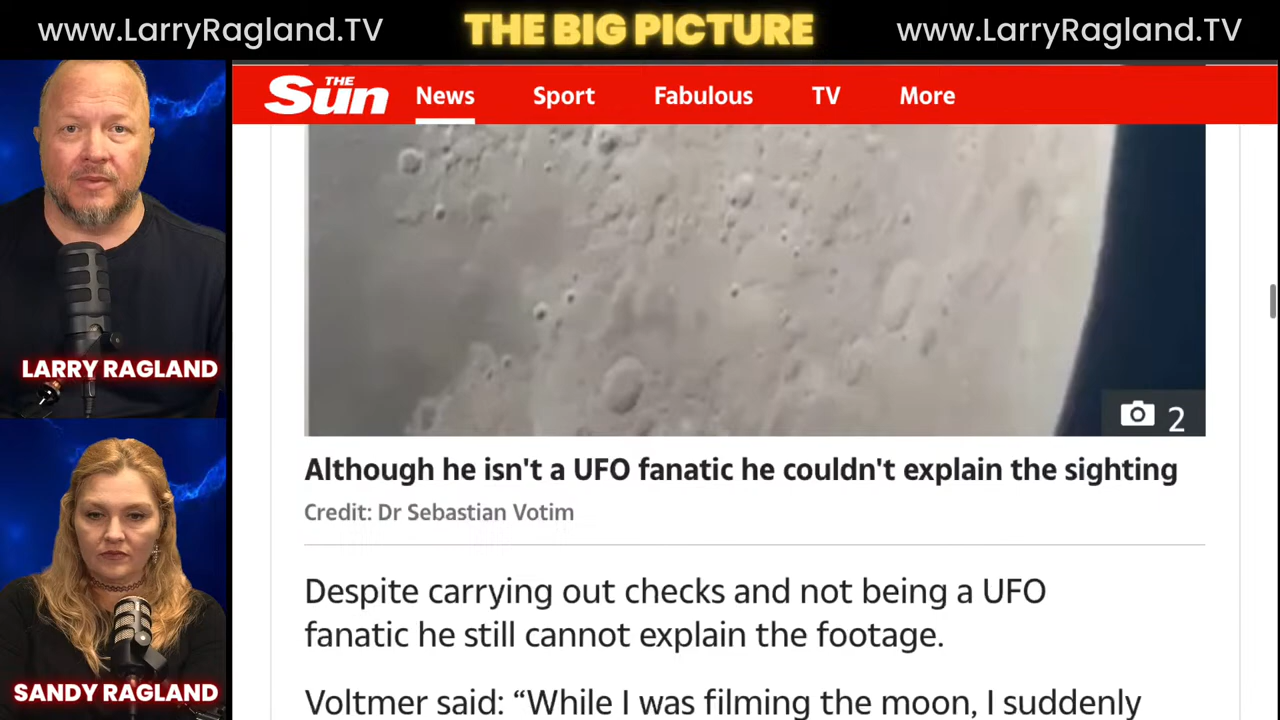 www.LarryRagland.TV
THE BIG PICTURE
www.LarryRagland.TV
THE Sun
News Sport Fabulous TV More
LARRY RAGLAND
2
Although he isn't a UFO fanatic he couldn't explain the sighting
Credit: Dr Sebastian Votim
Despite carrying out checks and not being a UFO
fanatic he still cannot explain the footage.
SANDY RAGLAND
Voltmer said: “While I was filming the moon, I suddenly